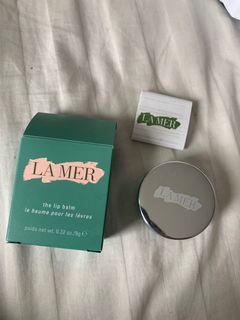 LA MER
LA MER
the lip balm
le baume pour les lèvres
poids net wt. 0.32 oz./9g ℮
LA MER